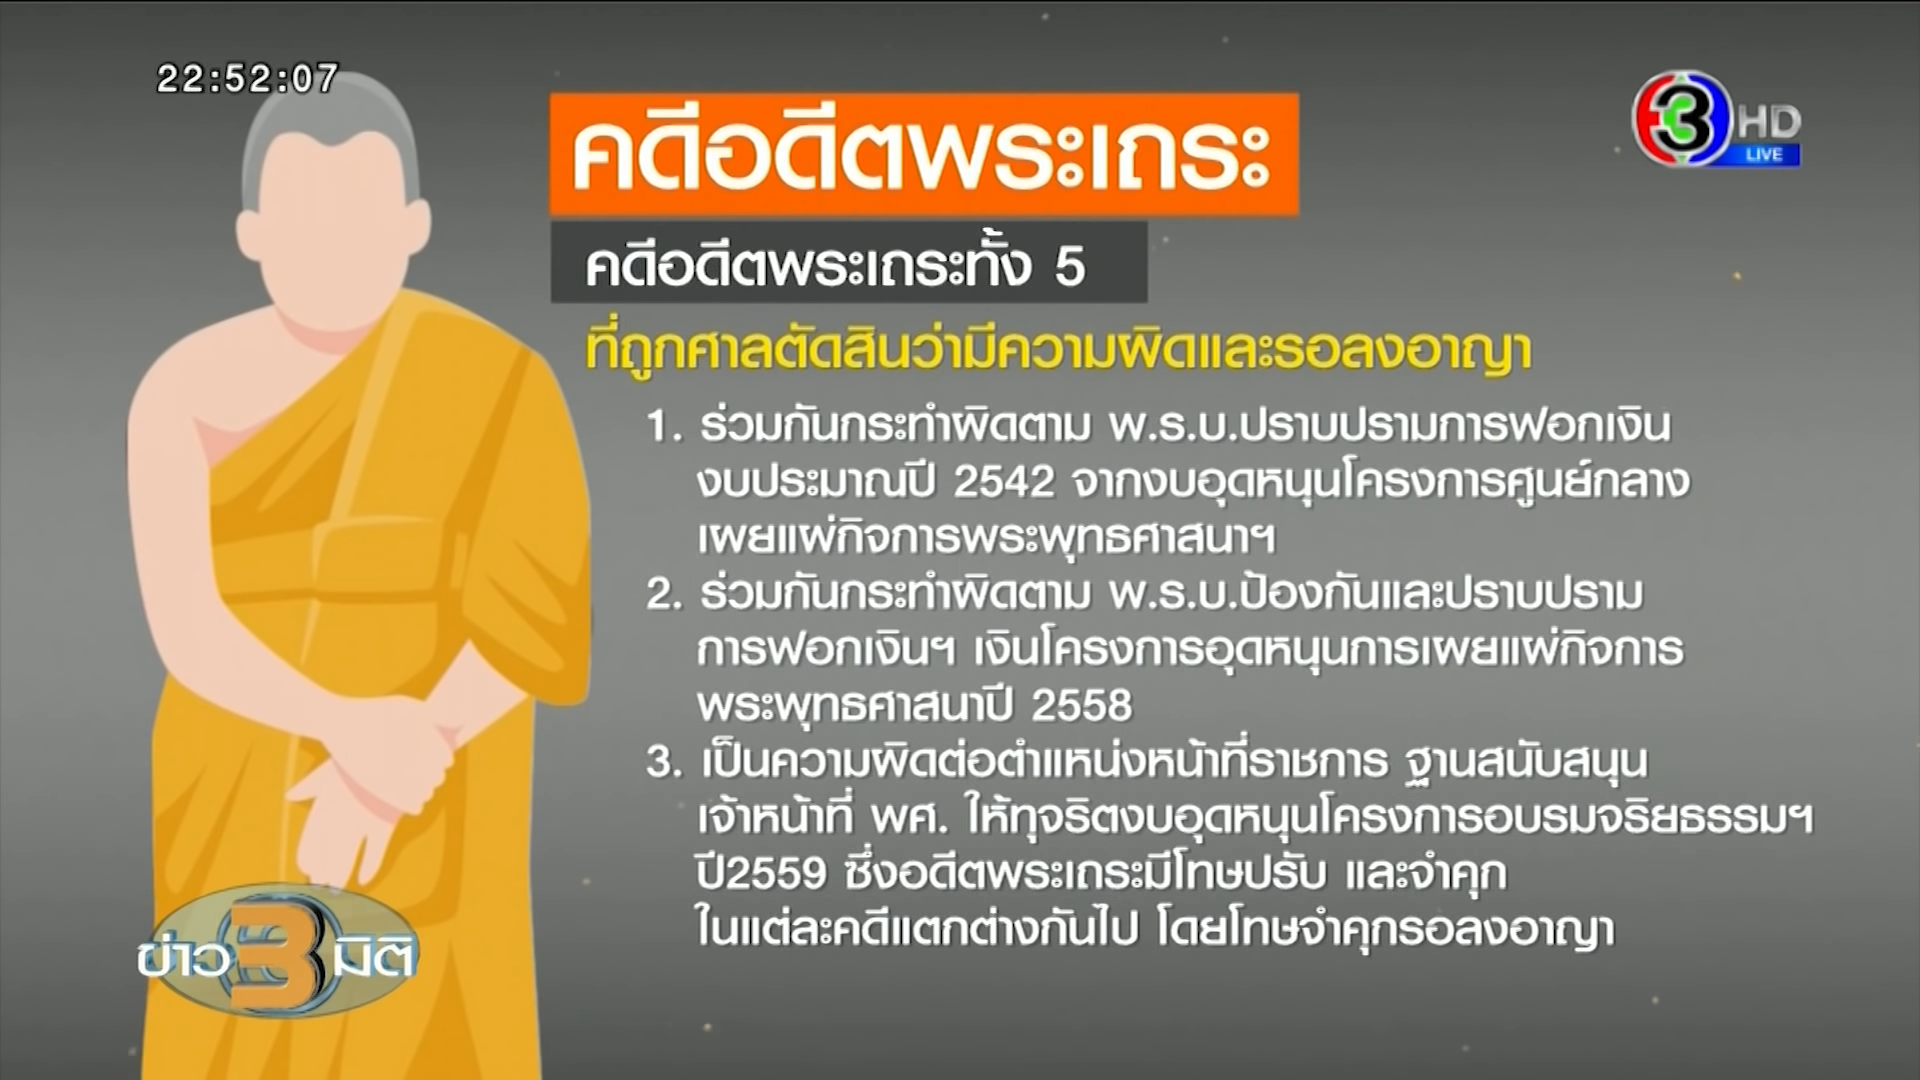 22:52:07
3 HD
LIVE
คดีอดีตพระเถระ
คดีอดีตพระเถระทั้ง 5
ที่ถูกศาลตัดสินว่ามีความผิดและรอลงอาญา
1. ร่วมกันกระทำผิดตาม พ.ร.บ.ปราบปรามการฟอกเงิน
งบประมาณปี 2542 จากงบอุดหนุนโครงการศูนย์กลาง
เผยแผ่กิจการพระพุทธศาสนาฯ
2. ร่วมกันกระทำผิดตาม พ.ร.บ.ป้องกันและปราบปราม
การฟอกเงินฯ เงินโครงการอุดหนุนการเผยแผ่กิจการ
พระพุทธศาสนาปี 2558
3. เป็นความผิดต่อตำแหน่งหน้าที่ราชการ ฐานสนับสนุน
เจ้าหน้าที่ พศ. ให้ทุจริตงบอุดหนุนโครงการอบรมจริยธรรมฯ
ปี2559 ซึ่งอดีตพระเถระมีโทษปรับ และจำคุก
ในแต่ละคดีแตกต่างกันไป โดยโทษจำคุกรอลงอาญา
ข่าว 3 มิติ